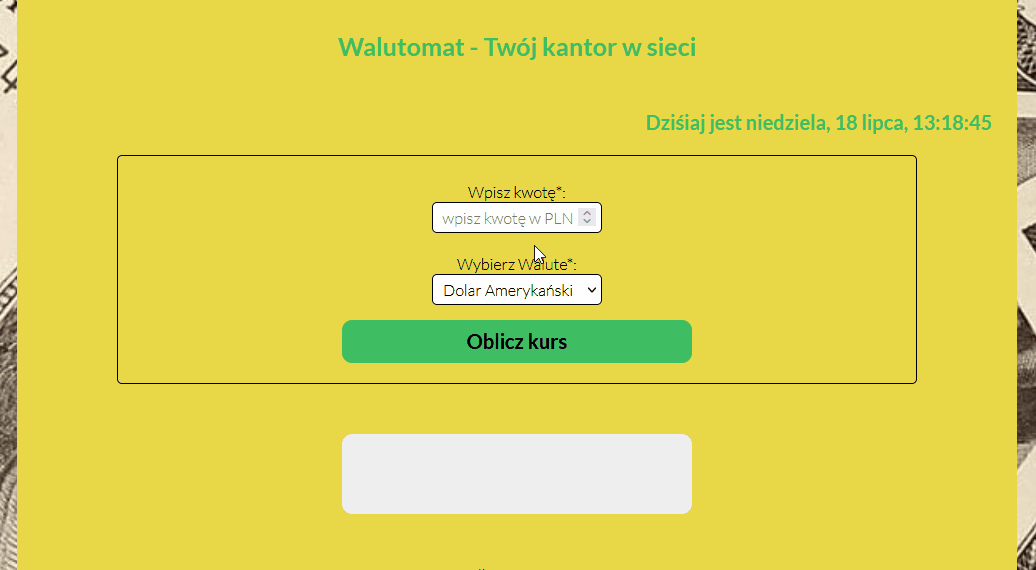 Walutomat - Twój kantor w sieci
Dziśiaj jest niedziela, 18 lipca, 13:18:45
Wpisz kwotę*:
wpisz kwotę w PLN
Wybierz Walute*:
Dolar Amerykański
Oblicz kurs